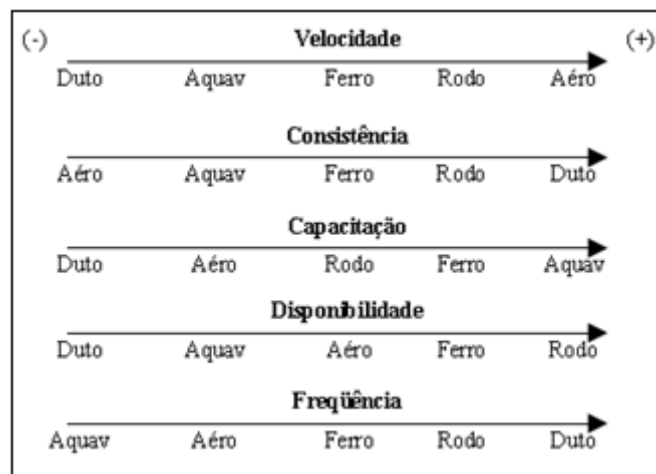 (-) Velocidade (+)
Duto Aquav Ferro Rodo Aéro
Consistência
Aéro Aquav Ferro Rodo Duto
Capacitação
Duto Aéro Rodo Ferro Aquav
Disponibilidade
Duto Aquav Aéro Ferro Rodo
Freqüência
Aquav Aéro Ferro Rodo Duto